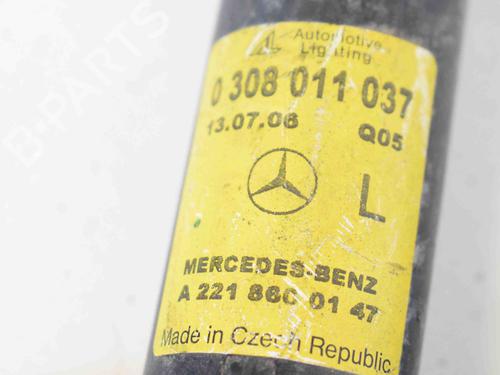 Automotive
Lighting
0 308 011 037
13.07.06 Q05
L
MERCEDES-BENZ
A 221 860 01 47
Made in Czech Republic
B-PARTS